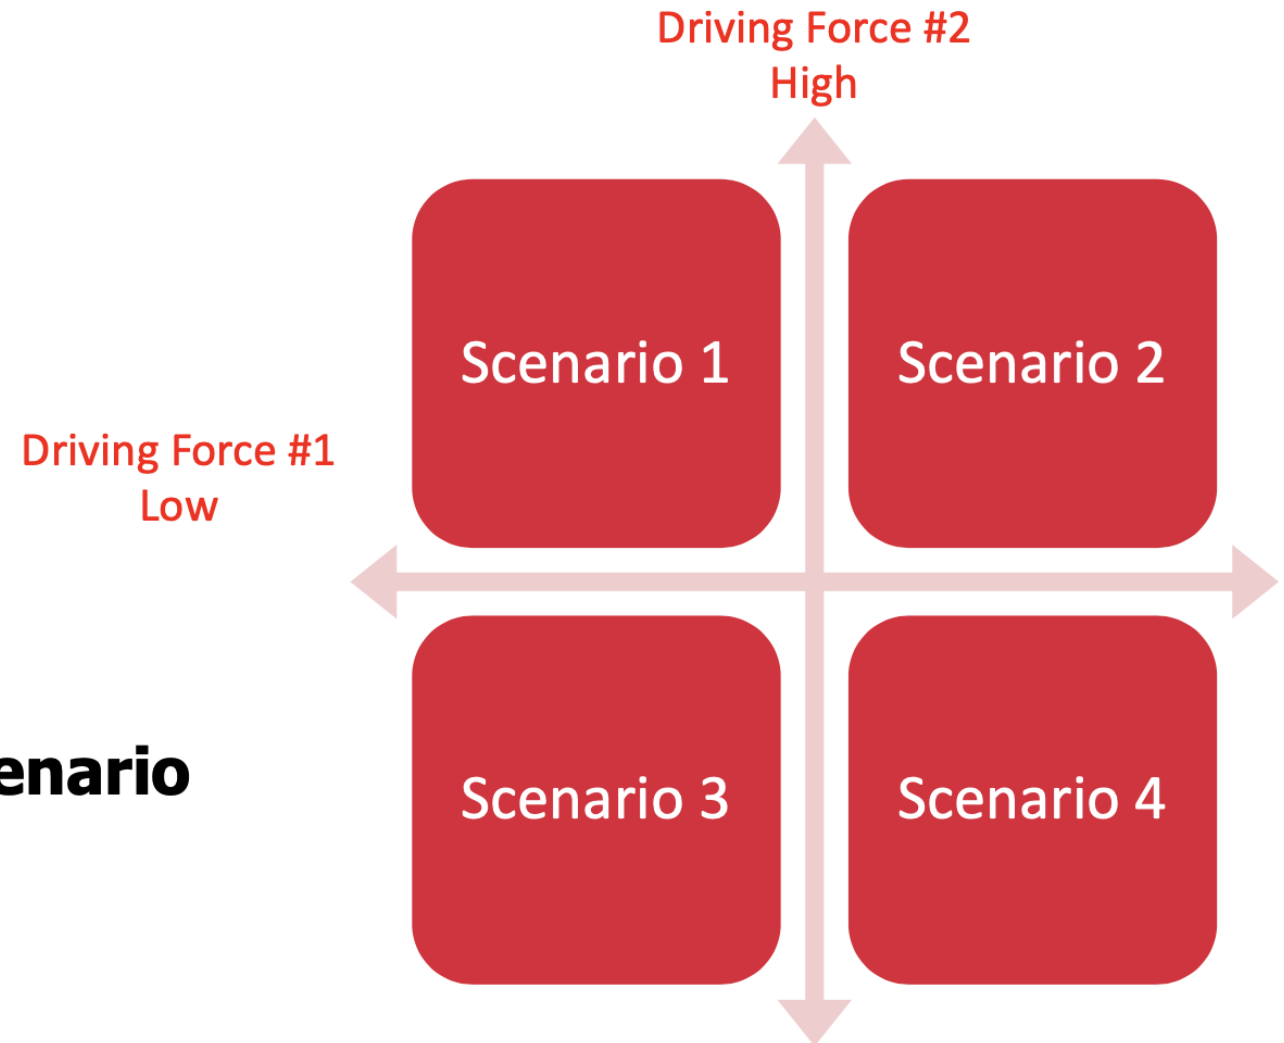 Driving Force #2
High
Scenario 1
Scenario 2
Driving Force #1
Low
enario
Scenario 3
Scenario 4